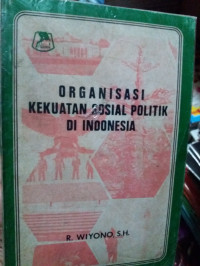 ORGANISASI
KEKUATAN SOSIAL POLITIK
DI INDONESIA
R. WIYONO, S.H.